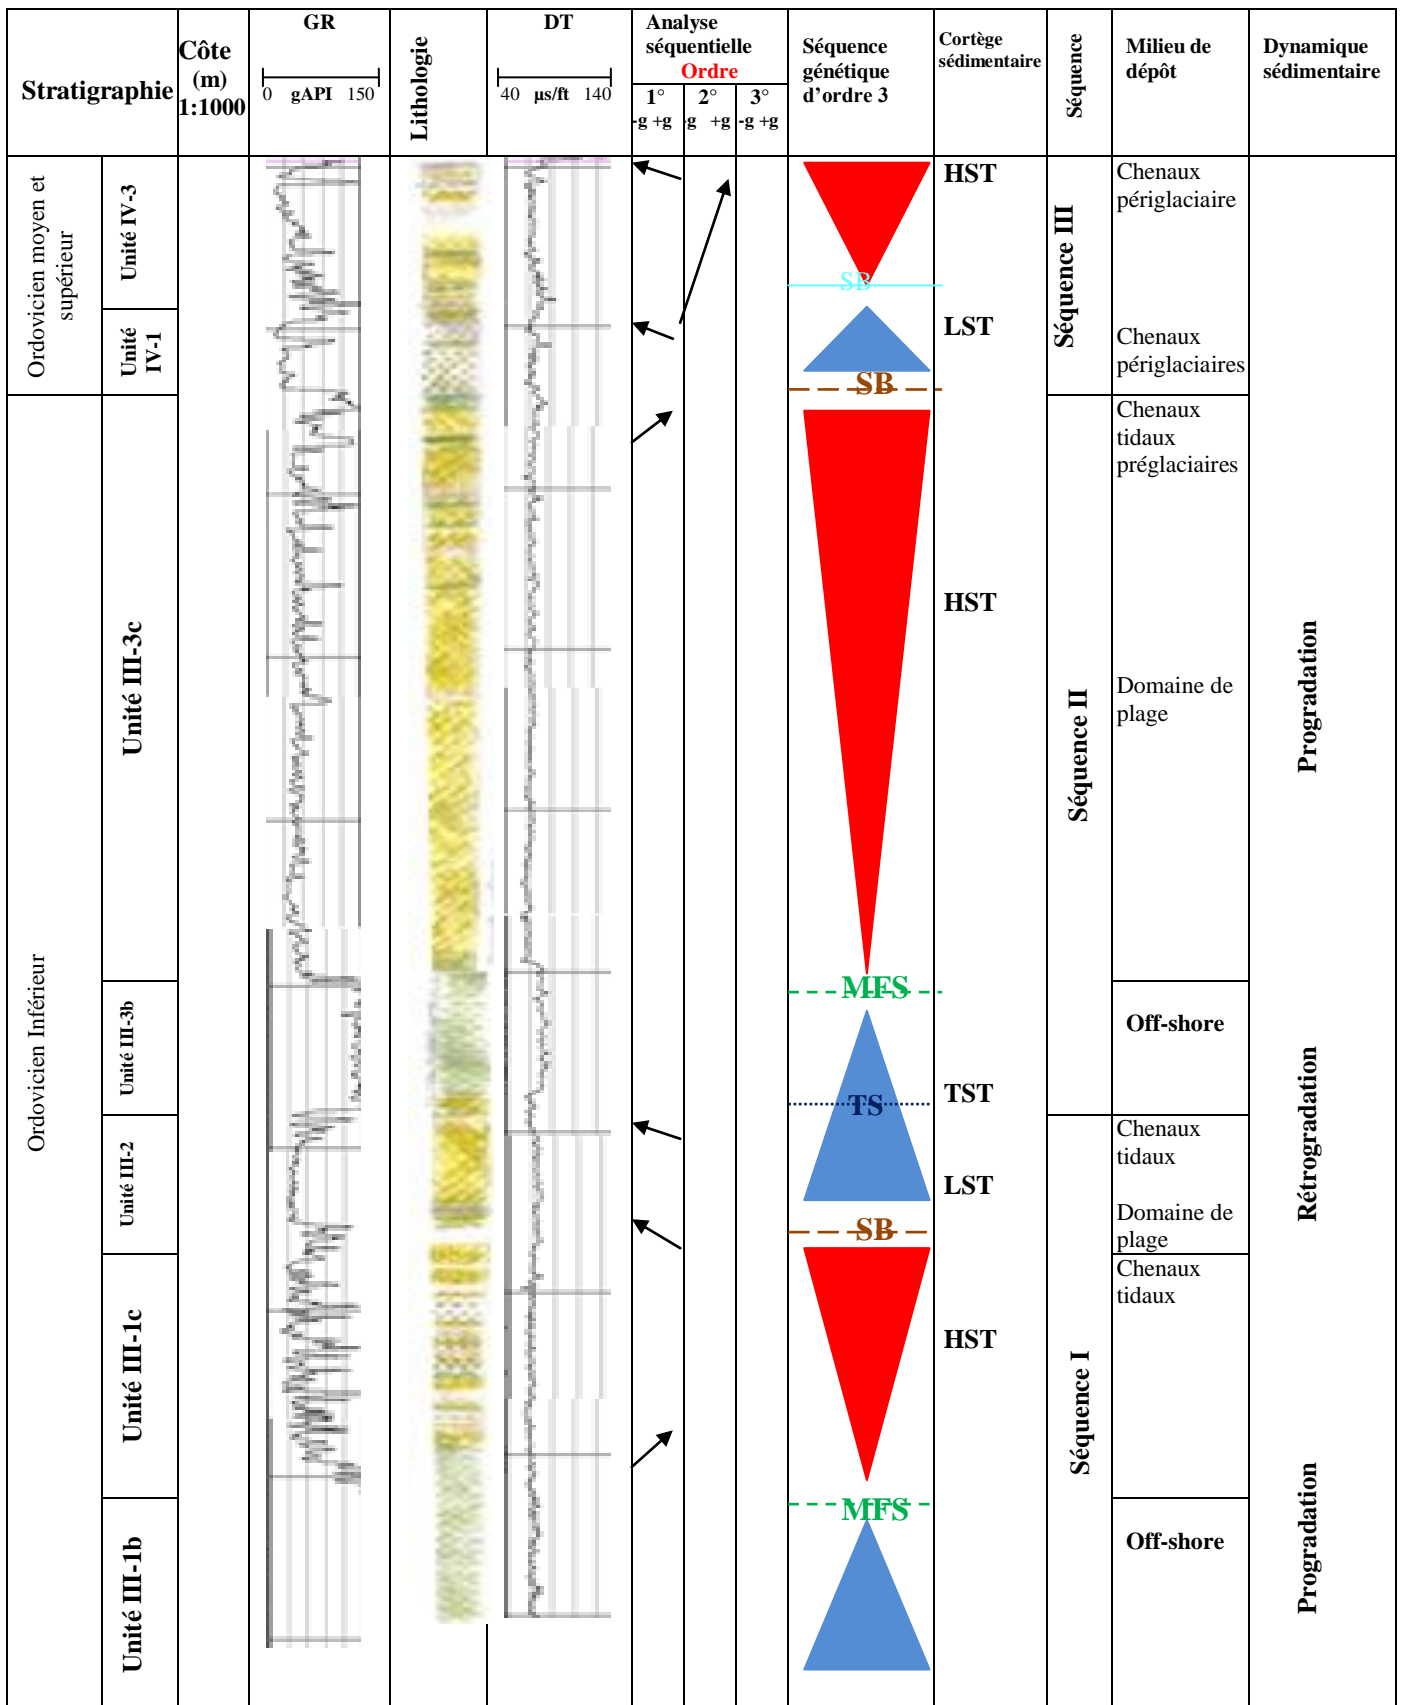 Stratigraphie
Côte
(m)
1:1000
GR
0 gAPI 150
Lithologie
DT
40 µs/ft 140
Analyse
séquentielle
Ordre
1° 2° 3°
-g +g -g +g -g +g
Séquence
génétique
d'ordre 3
Cortège
sédimentaire
Séquence
Milieu de
dépôt
Dynamique
sédimentaire
Ordovicien moyen et
supérieur
Ordovicien Inférieur
Unité IV-3
Unité
IV-1
Unité III-3c
Unité III-3b
Unité III-2
Unité III-1c
Unité III-1b
SB
SB
MFS
TS
SB
MFS
HST
LST
HST
TST
LST
HST
Séquence III
Séquence II
Séquence I
Chenaux
périglaciaire
Chenaux
périglaciaires
Chenaux
tidaux
préglaciaires
Domaine de
plage
Off-shore
Chenaux
tidaux
Domaine de
plage
Chenaux
tidaux
Off-shore
Progradation
Rétrogradation
Progradation